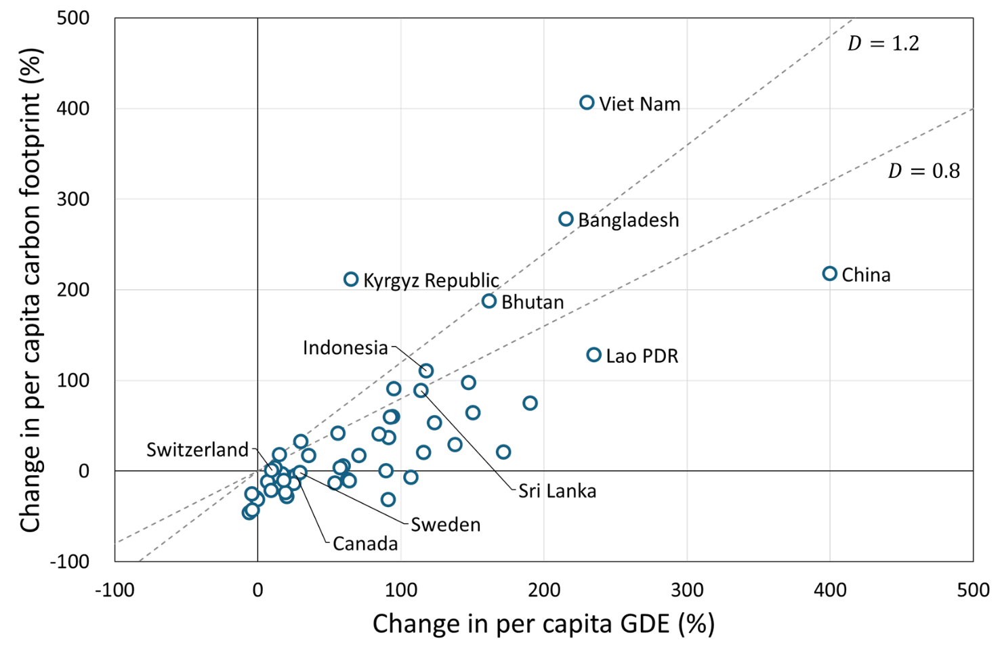 Change in per capita carbon footprint (%)
500
400
300
200
100
0
-100
D = 1.2
Viet Nam
D = 0.8
Bangladesh
China
Kyrgyz Republic
Bhutan
Indonesia
Lao PDR
Switzerland
Sri Lanka
Sweden
Canada
-100 0 100 200 300 400 500
Change in per capita GDE (%)